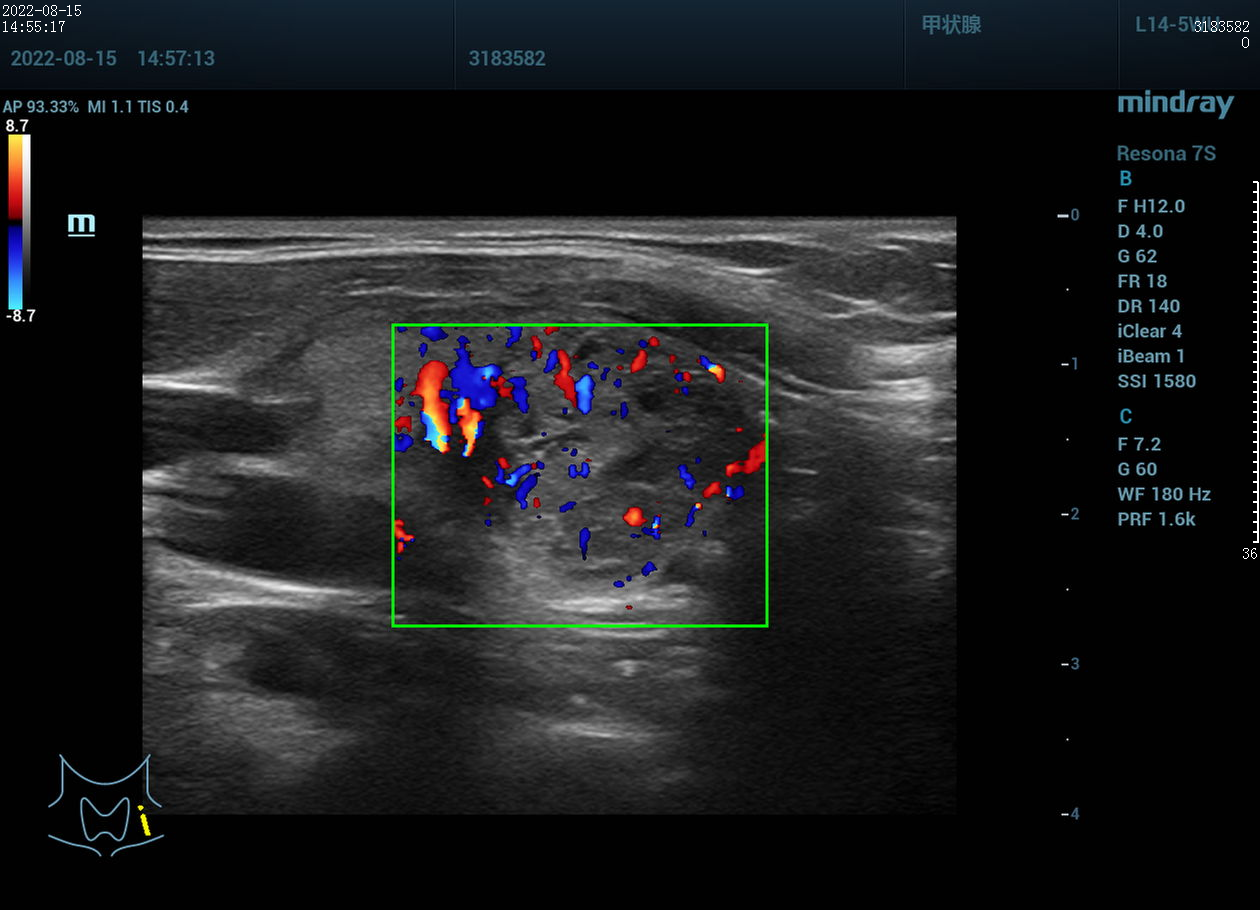 2022-08-15
14:55:17
甲状腺
L14-5WU
3183582
0
2022-08-15 14:57:13
3183582
AP 93.33% MI 1.1 TIS 0.4
8.7
-8.7
m
mindray
Resona 7S
B
F H12.0
D 4.0
G 62
FR 18
DR 140
iClear 4
iBeam 1
SSI 1580
C
F 7.2
G 60
WF 180 Hz
PRF 1.6k
0
1
2
3
4
36